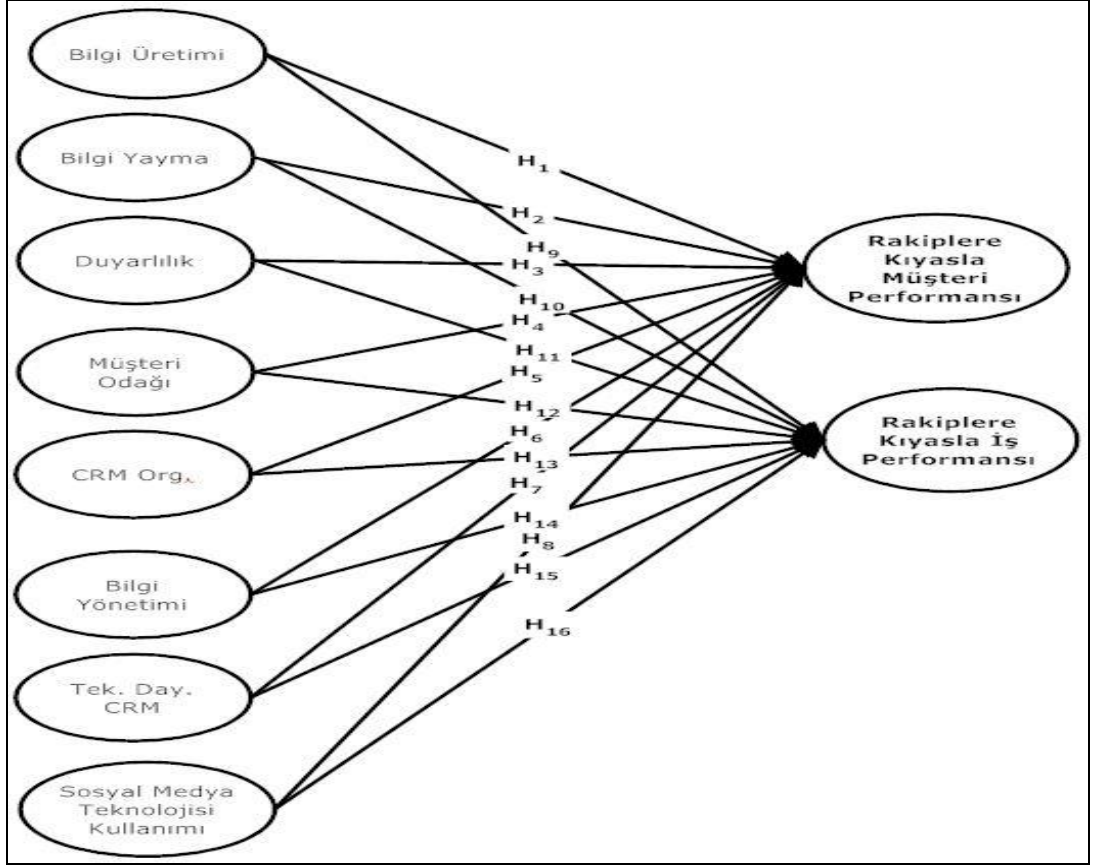 Bilgi Üretimi
Bilgi Yayma
Duyarlılık
Müşteri
Odağı
CRM Org.
Bilgi
Yönetimi
Tek. Day.
CRM
Sosyal Medya
Teknolojisi
Kullanımı
H1
H2
H9
H3
H10
H4
H11
H5
H12
H6
H13
H7
H14
H8
H15
H16
Rakiplere
Kıyasla
Müşteri
Performansı
Rakiplere
Kıyasla İş
Performansı